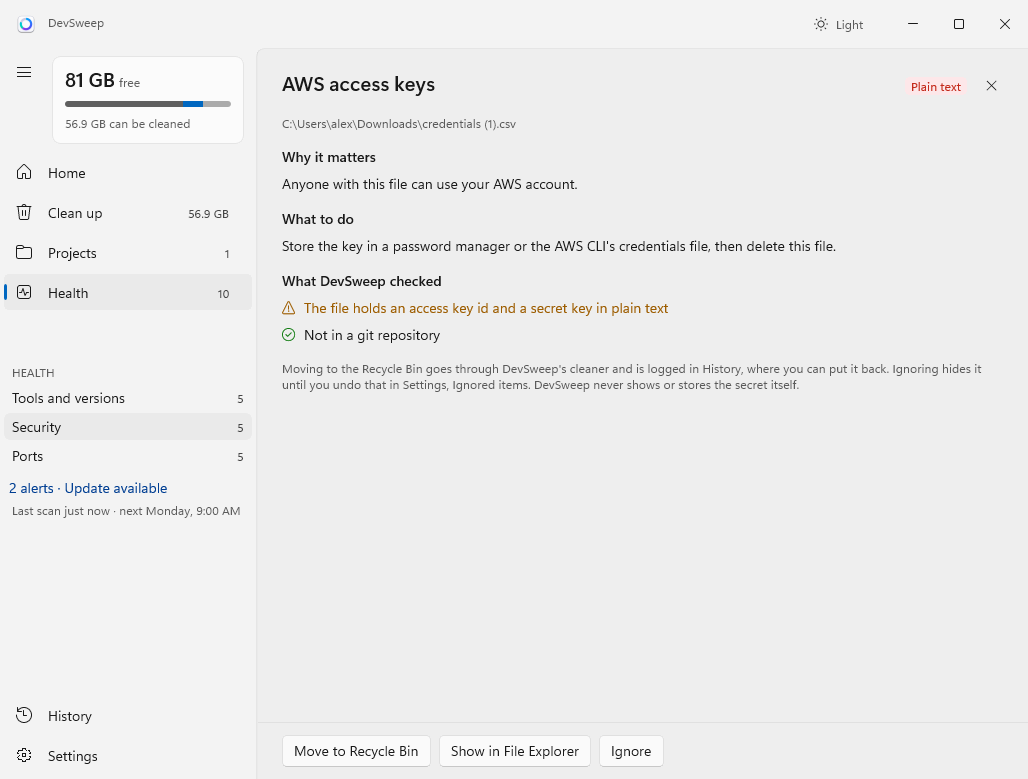 DevSweep
Light
81 GB free
56.9 GB can be cleaned
Home
Clean up 56.9 GB
Projects 1
Health 10
HEALTH
Tools and versions 5
Security 5
Ports 5
2 alerts · Update available
Last scan just now · next Monday, 9:00 AM
History
Settings
AWS access keys
Plain text
C:\Users\alex\Downloads\credentials (1).csv
Why it matters
Anyone with this file can use your AWS account.
What to do
Store the key in a password manager or the AWS CLI's credentials file, then delete this file.
What DevSweep checked
The file holds an access key id and a secret key in plain text
Not in a git repository
Moving to the Recycle Bin goes through DevSweep's cleaner and is logged in History, where you can put it back. Ignoring hides it
until you undo that in Settings, Ignored items. DevSweep never shows or stores the secret itself.
Move to Recycle Bin
Show in File Explorer
Ignore